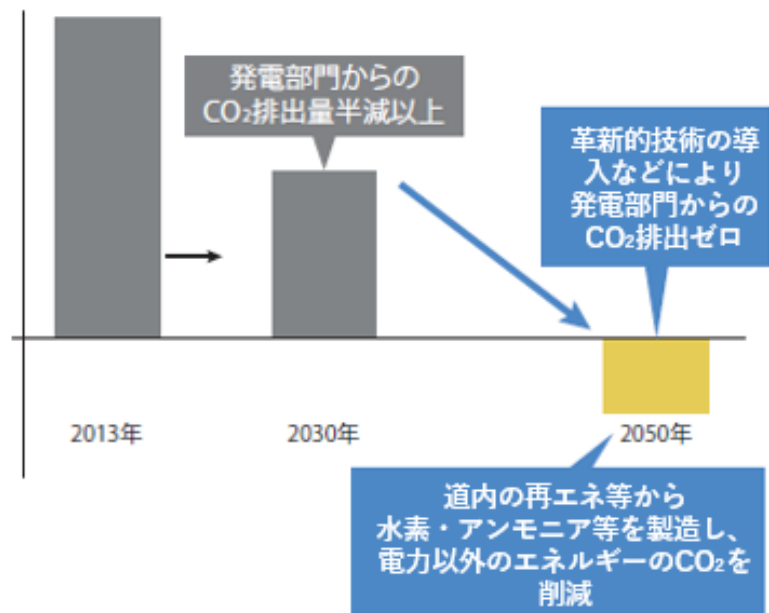 発電部門からの
CO₂排出量半減以上
革新的技術の導
入などにより
発電部門からの
CO₂排出ゼロ
2013年
2030年
2050年
道内の再エネ等から
水素・アンモニア等を製造し、
電力以外のエネルギーのCO₂を
削減